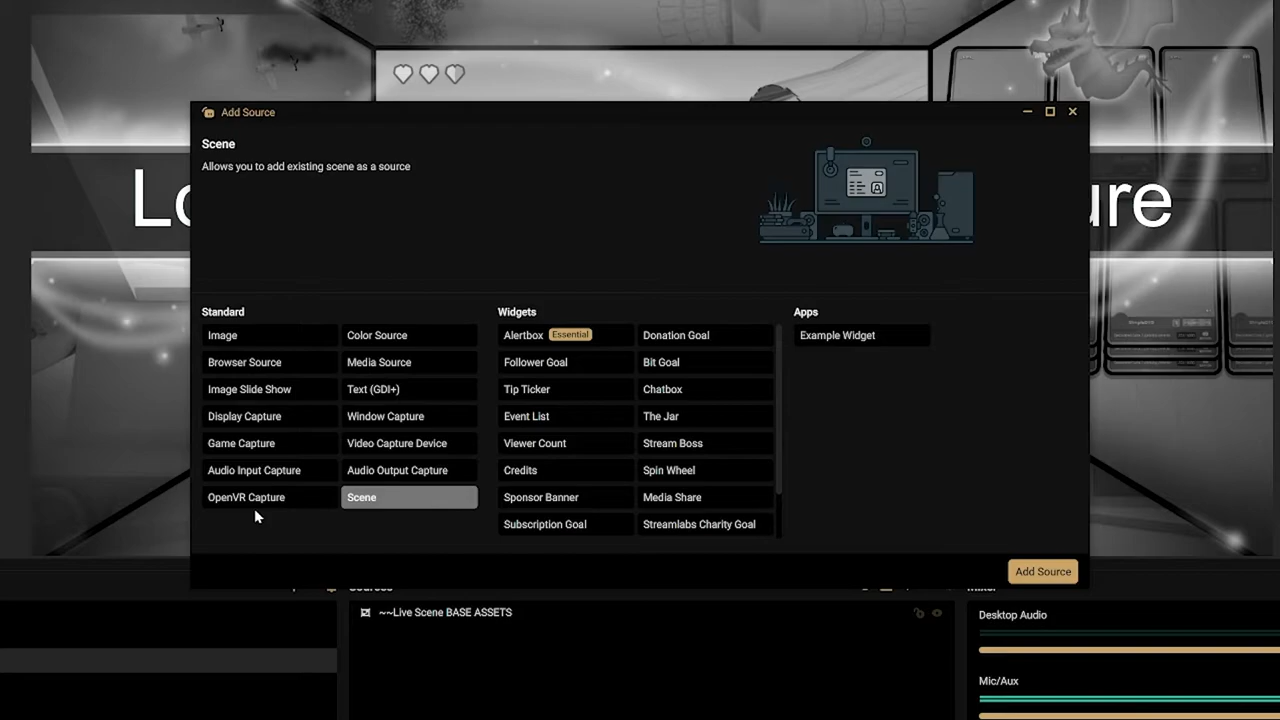 Add Source
Scene
Allows you to add existing scene as a source
Lo
ure
Standard
Widgets
Apps
Image
Color Source
Alertbox Essential
Donation Goal
Example Widget
Browser Source
Media Source
Follower Goal
Bit Goal
Image Slide Show
Text (GDI+)
Tip Ticker
Chatbox
Display Capture
Window Capture
Event List
The Jar
Game Capture
Video Capture Device
Viewer Count
Stream Boss
Audio Input Capture
Audio Output Capture
Credits
Spin Wheel
OpenVR Capture
Scene
Sponsor Banner
Media Share
Subscription Goal
Streamlabs Charity Goal
Add Source
Sources
Mixer
~~Live Scene BASE ASSETS
Desktop Audio
Mic/Aux